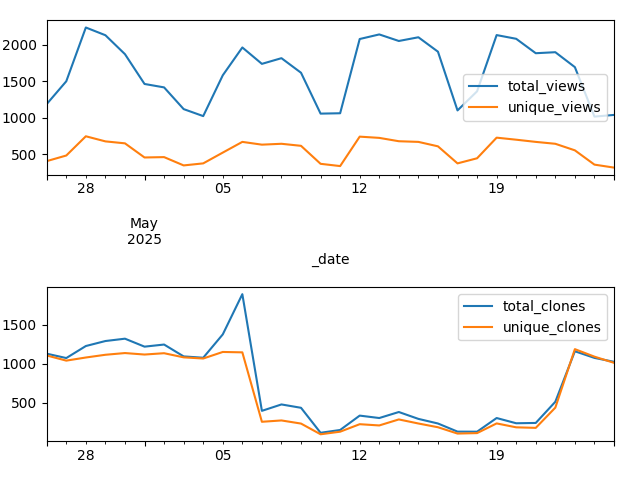 2000
1500
1000
500
total_views
unique_views
28
05
12
19
May
2025
_date
1500
1000
500
total_clones
unique_clones
28
05
12
19